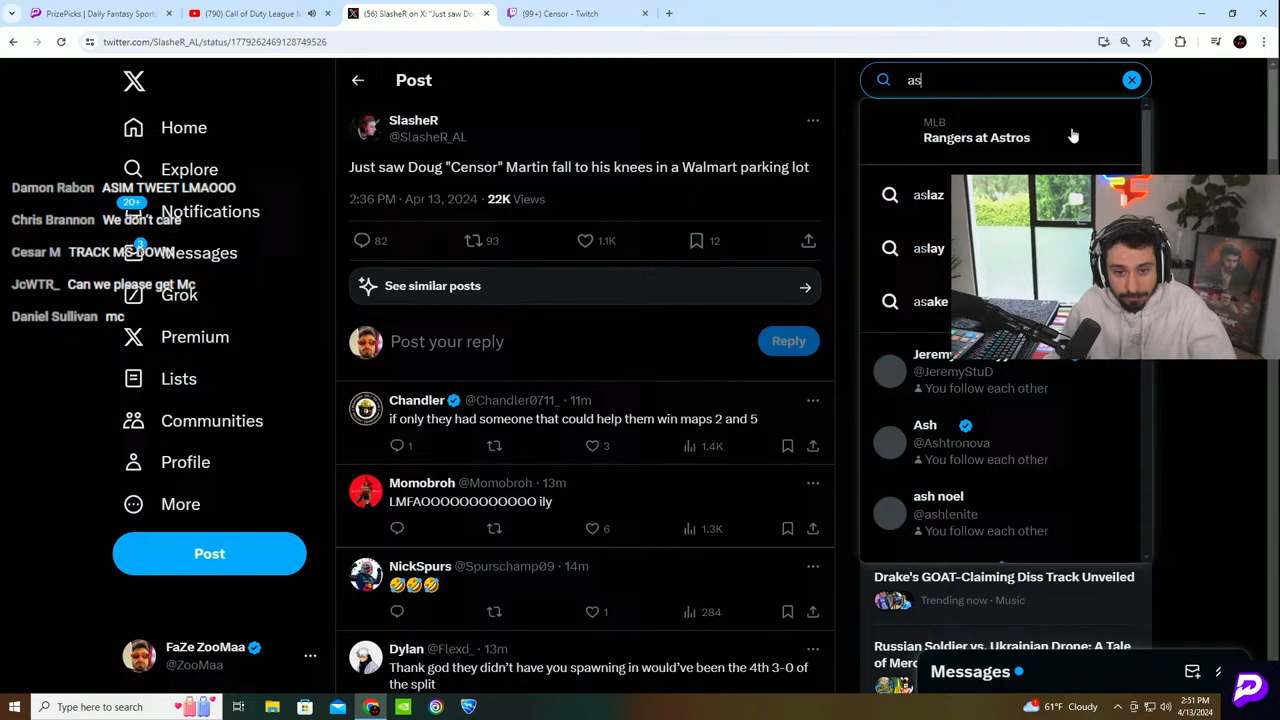 PrizePicks | Daily Fantasy Sport
(790) Call of Duty League M
(56) SlasheR on X: "Just saw Do
(99+) Censor - Twitch
twitter.com/SlasheR_AL/status/1779262469128749526
Home
Explore
Notifications
Messages
Grok
Premium
Lists
Communities
Profile
More
Post
20+
3
Damon Rabon ASIM TWEET LMAOOO
Chris Brannon We don't care
Cesar M TRACK MC DOWN
JcWTR_ Can we please get Mc
Daniel Sullivan mc
FaZe ZooMaa
@ZooMaa
Post
SlasheR
@SlasheR_AL
Just saw Doug "Censor" Martin fall to his knees in a Walmart parking lot
2:36 PM · Apr 13, 2024 · 22K Views
82 93 1.1K 12
See similar posts
Post your reply
Reply
Chandler @Chandler0711_ · 11m
if only they had someone that could help them win maps 2 and 5
1 3 1.4K
Momobroh @Momobroh · 13m
LMFAOOOOOOOOOOOO ily
6 1.3K
NickSpurs @Spurschamp09 · 14m
🤣🤣🤣
1 284
Dylan @Flexd_ · 13m
Thank god they didn't have you spawning in would've been the 4th 3-0 of
the split
as
MLB
Rangers at Astros
aslaz
aslay
asake
@JeremyStuD
You follow each other
Ash
@Ashtronova
You follow each other
ash noel
@ashlenite
You follow each other
Drake's GOAT-Claiming Diss Track Unveiled
Trending now · Music
Russian Soldier vs. Ukrainian Drone: A Tale
of
Messages
Type here to search
61°F Cloudy
2:51 PM
4/13/2024